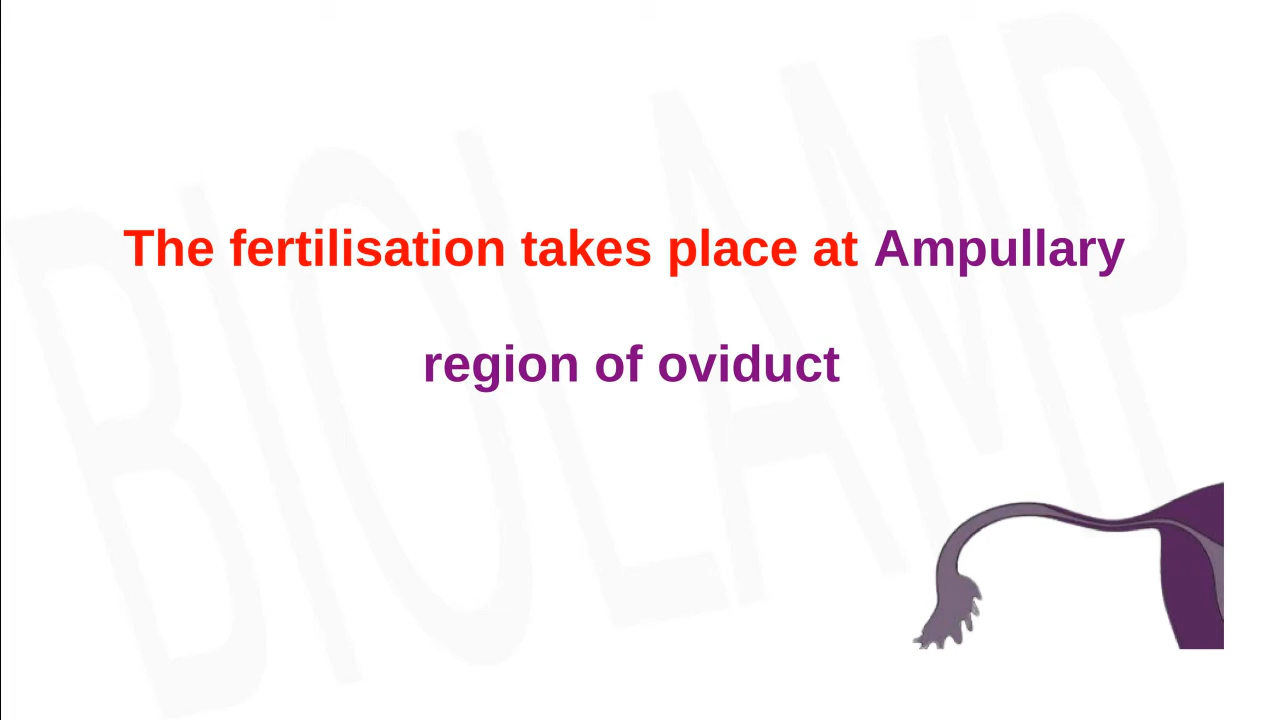 The fertilisation takes place at Ampullary
region of oviduct
BIOLAMP